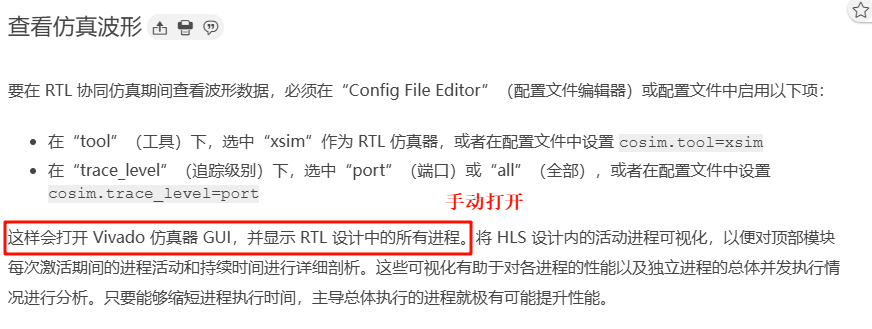 查看仿真波形
要在 RTL 协同仿真期间查看波形数据，必须在“Config File Editor”（配置文件编辑器）或配置文件中启用以下项：
在“tool”（工具）下，选中“xsim”作为 RTL 仿真器，或者在配置文件中设置 cosim.tool=xsim
在“trace_level”（追踪级别）下，选中“port”（端口）或“all”（全部），或者在配置文件中设置
cosim.trace_level=port
手动打开
这样会打开 Vivado 仿真器 GUI，并显示 RTL 设计中的所有进程。将 HLS 设计内的活动进程可视化，以便对顶部模块
每次激活期间的进程活动和持续时间进行详细剖析。这些可视化有助于对各进程的性能以及独立进程的总体并发执行情
况进行分析。只要能够缩短进程执行时间，主导总体执行的进程就极有可能提升性能。